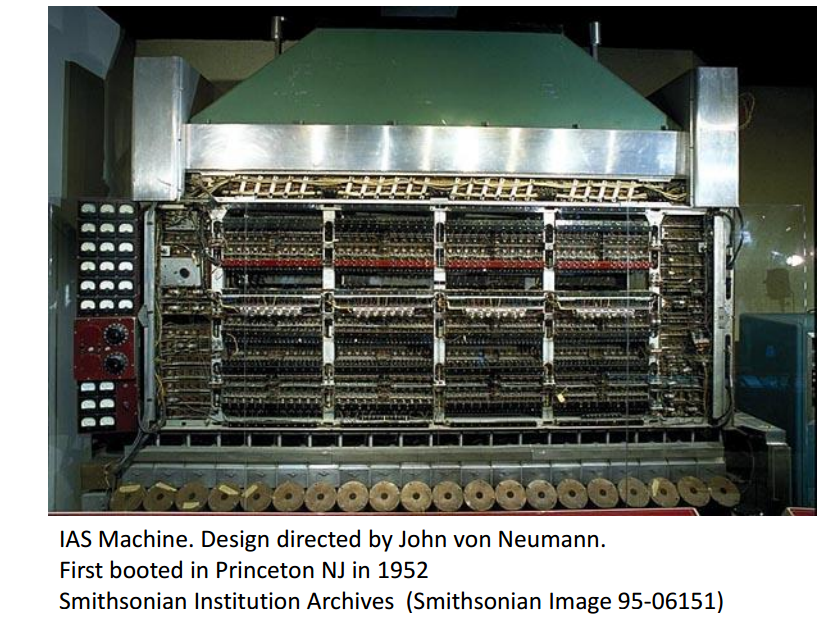 IAS Machine. Design directed by John von Neumann.
First booted in Princeton NJ in 1952
Smithsonian Institution Archives  (Smithsonian Image 95-06151)